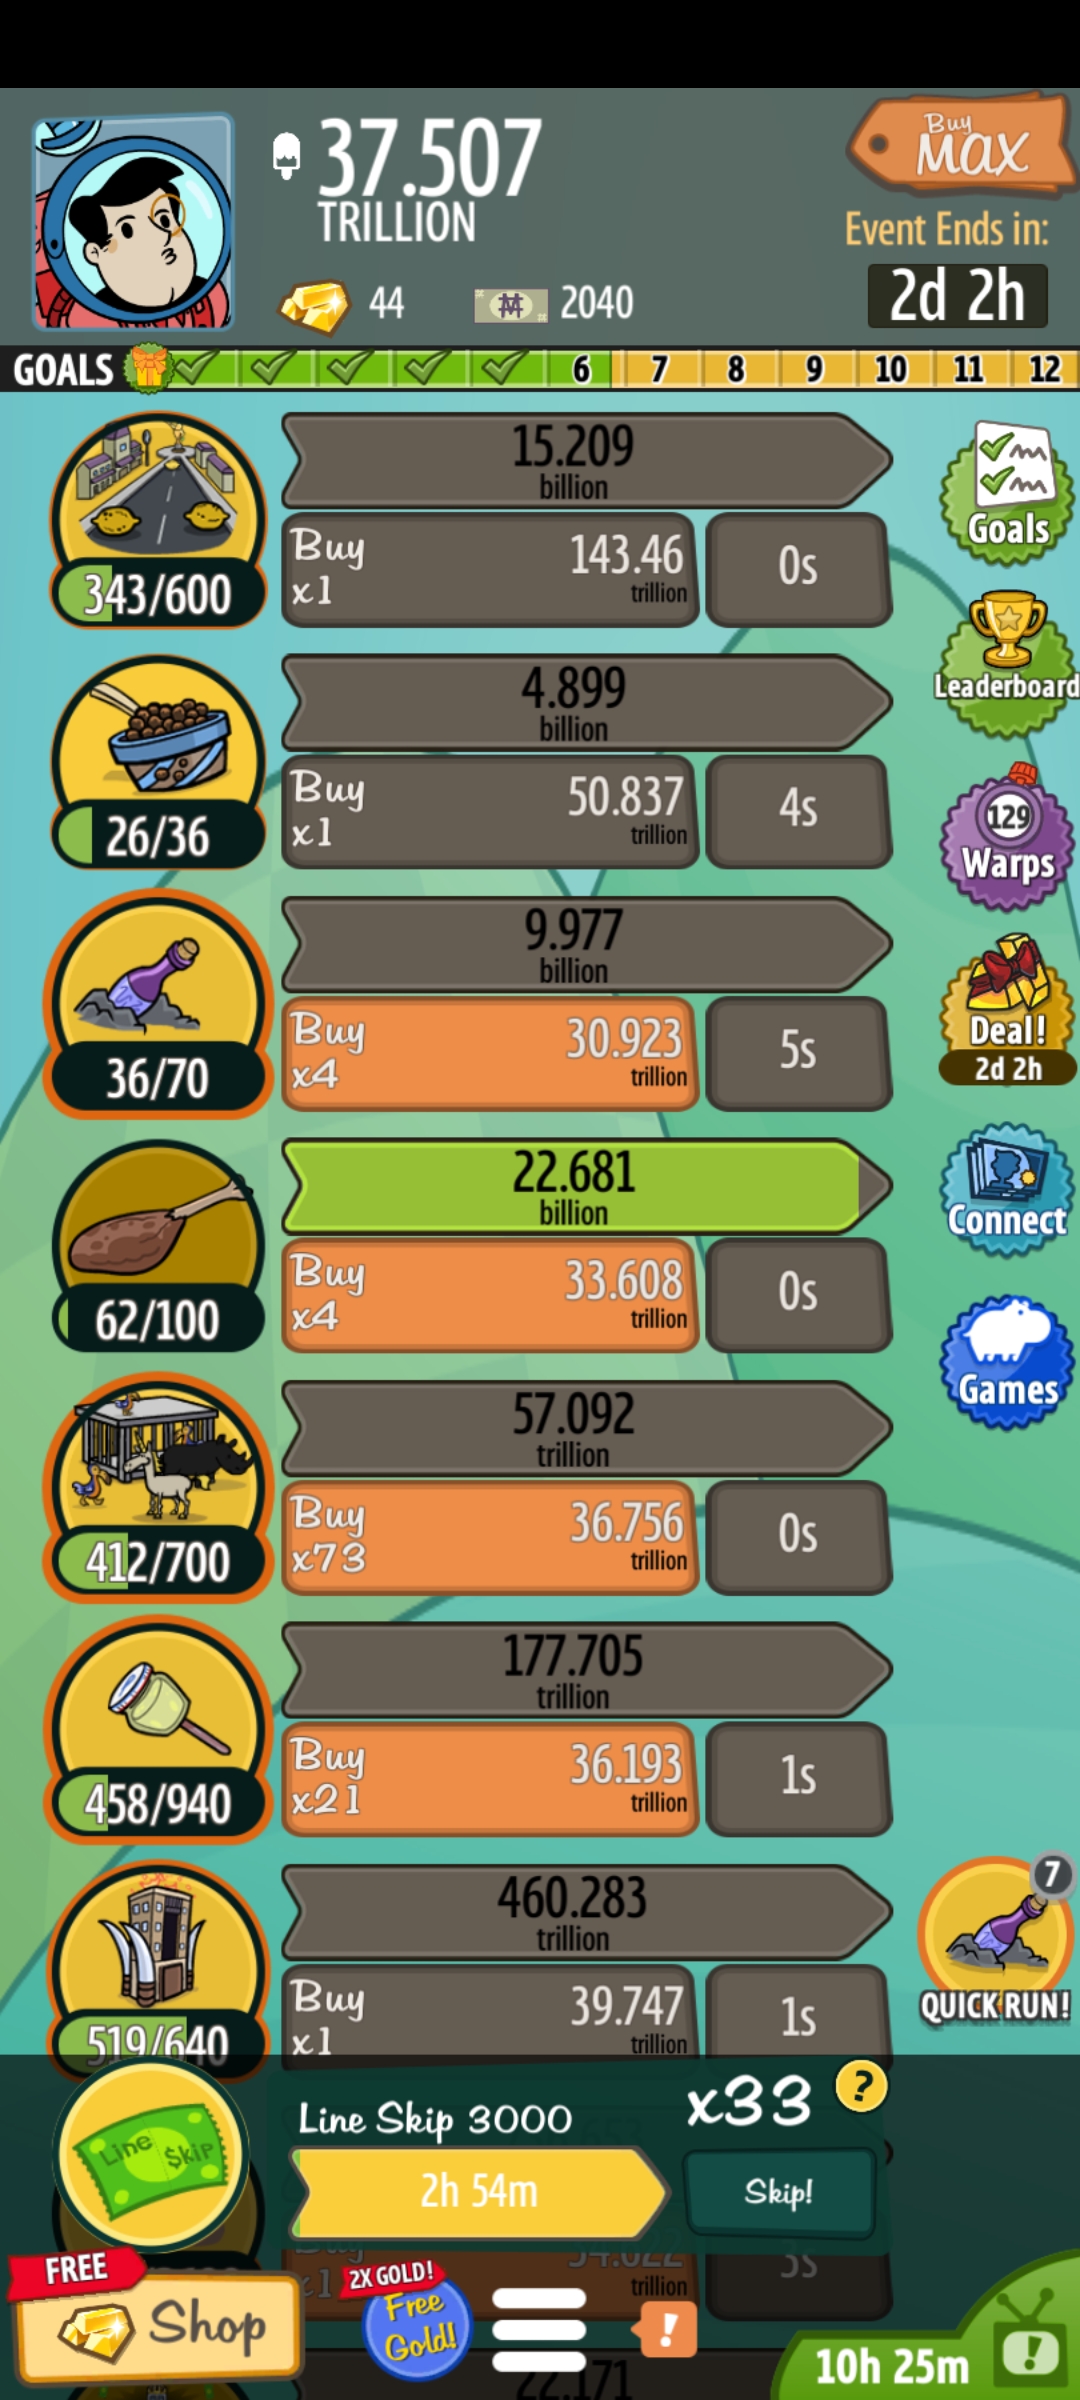 37.507
TRILLION
Buy
MAX
Event Ends in:
2d 2h
44
2040
GOALS
6
7
8
9
10
11
12
15.209
billion
Buy
x1
143.46
trillion
0s
343/600
Goals
4.899
billion
Buy
x1
50.837
trillion
4s
26/36
Leaderboard
129
Warps
9.977
billion
Buy
x4
30.923
trillion
5s
36/70
Deal!
2d 2h
22.681
billion
Buy
x4
33.608
trillion
0s
62/100
Connect
Games
57.092
trillion
Buy
x73
36.756
trillion
0s
412/700
177.705
trillion
Buy
x21
36.193
trillion
1s
458/940
460.283
trillion
Buy
x1
39.747
trillion
1s
519/640
7
QUICK RUN!
Line Skip
Line Skip 3000
x33
?
2h 54m
Skip!
trillion
3s
FREE
Shop
2X GOLD!
Free
Gold!
!
22.171
10h 25m
!